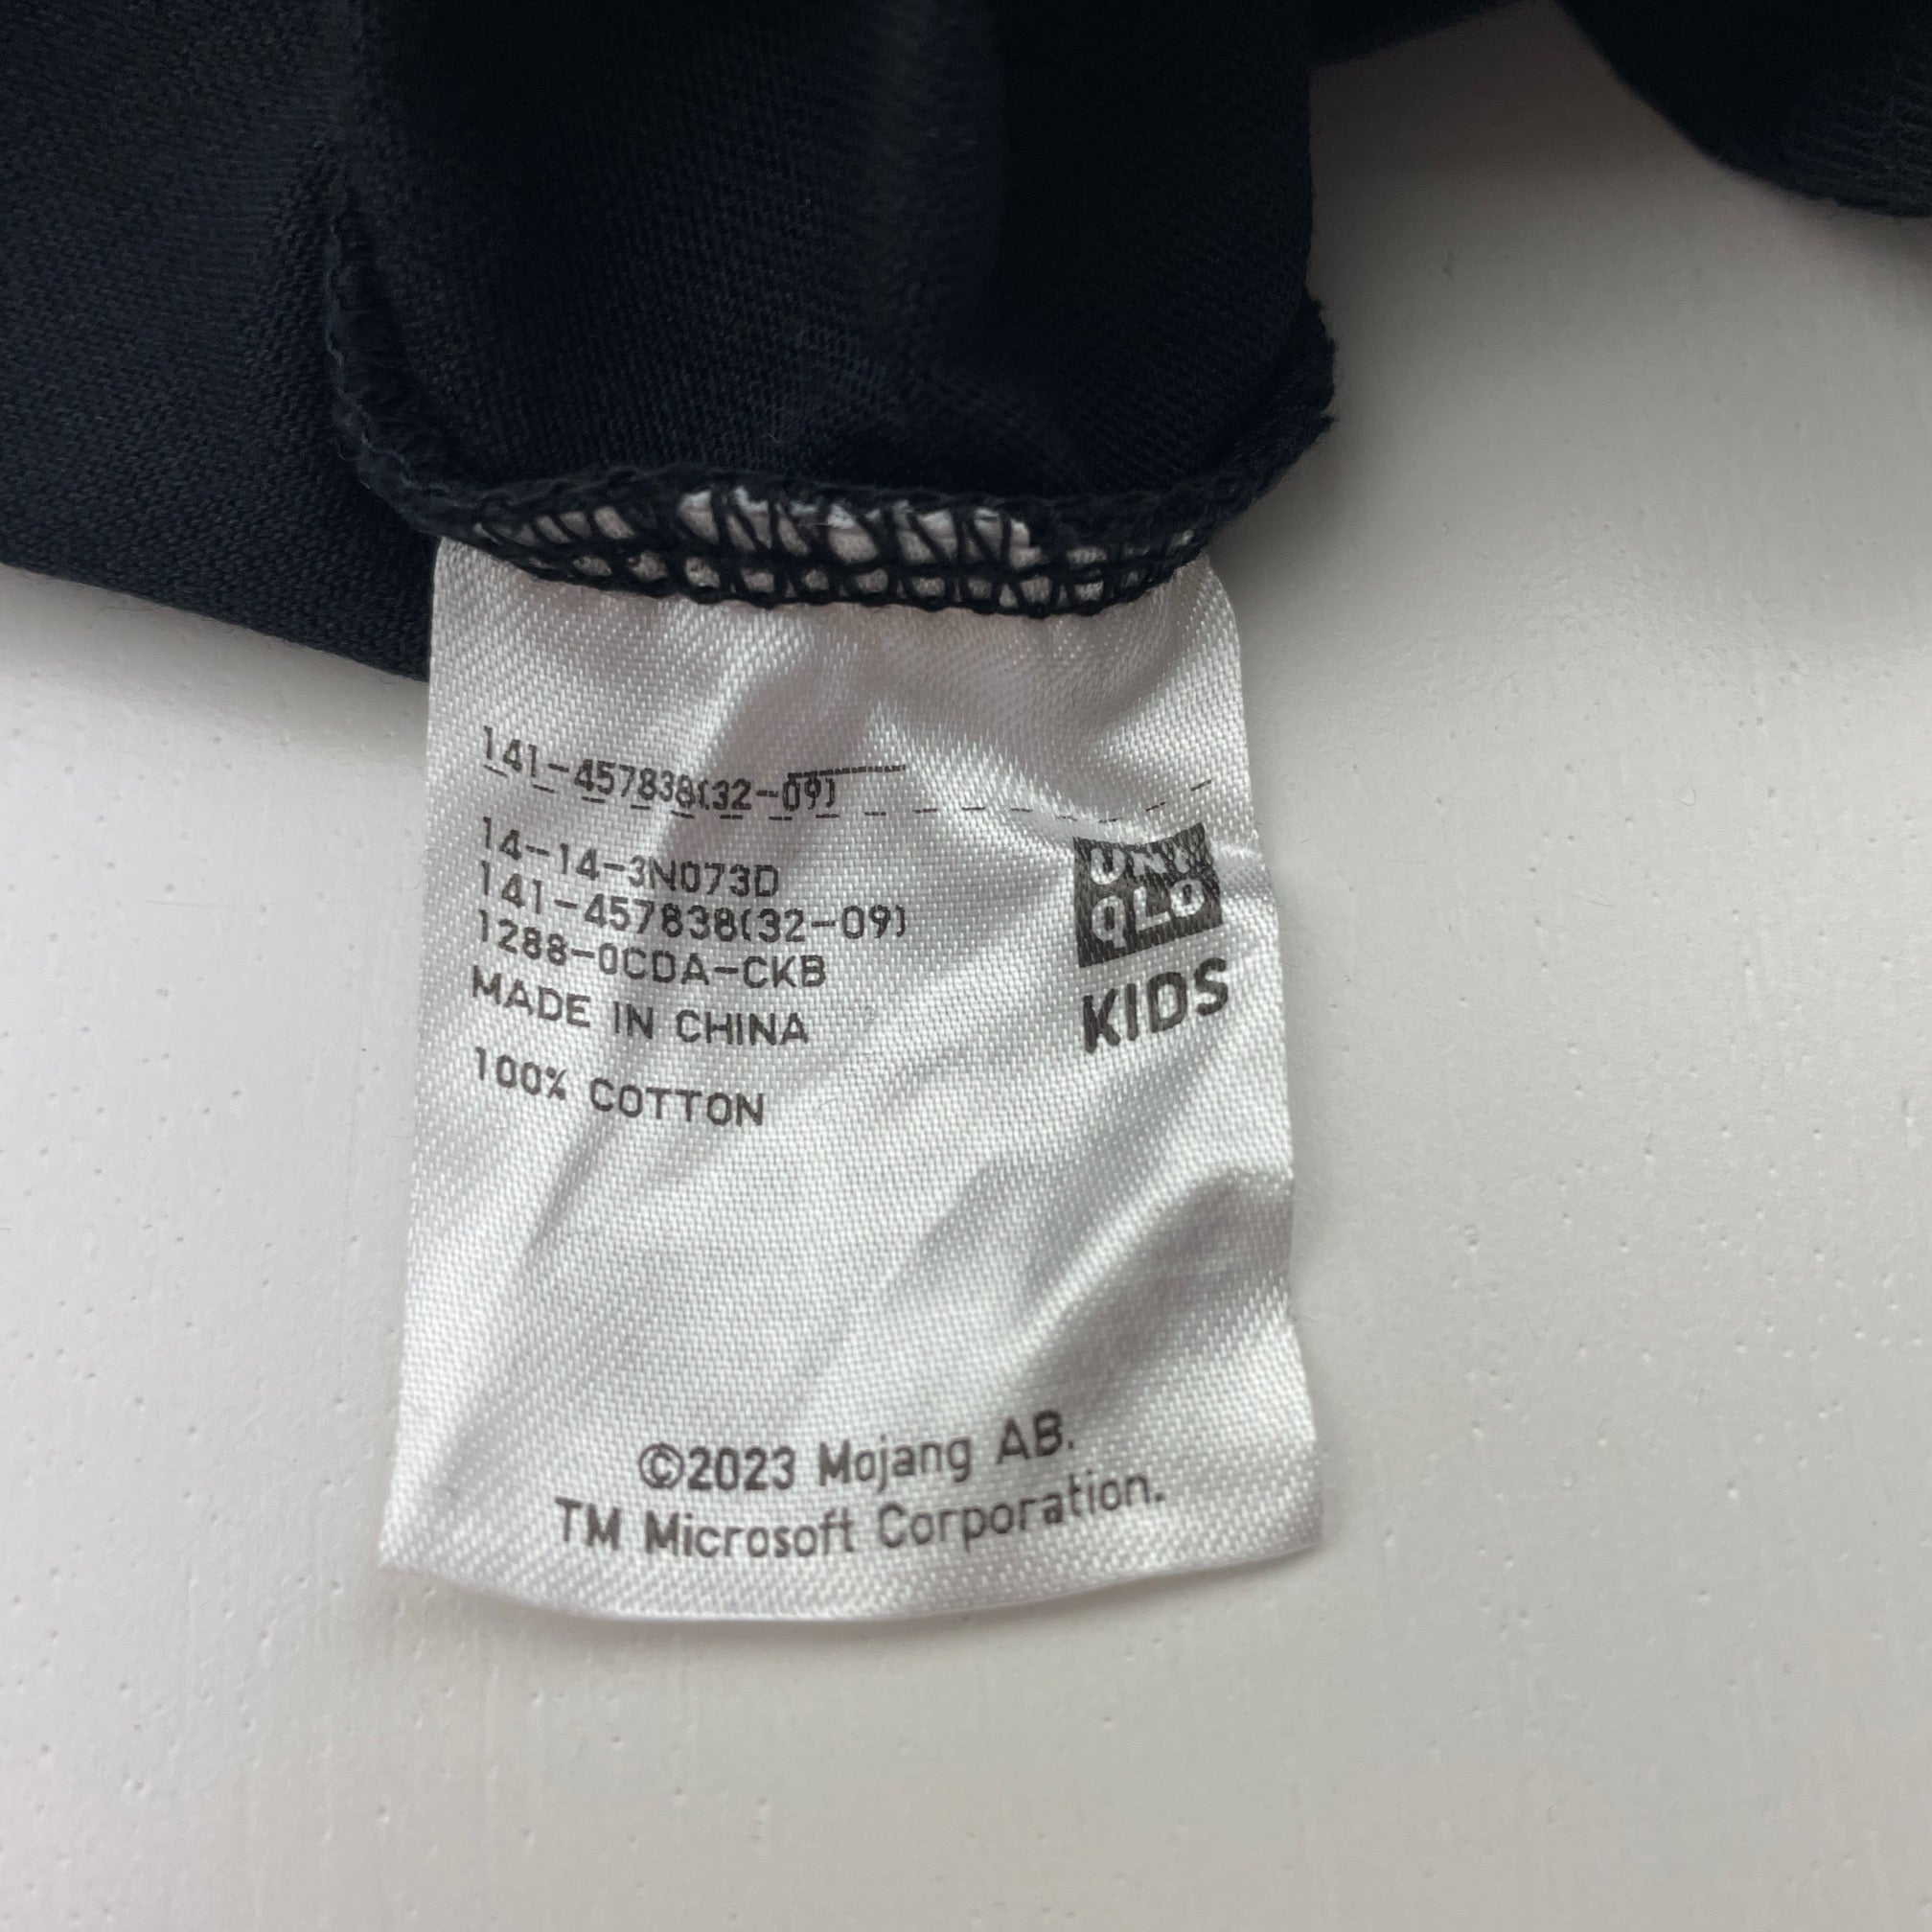 141-457838(32-09)
14-14-3N073D
141-457838(32-09)
1288-0CDA-CKB
MADE IN CHINA
100% COTTON
UNI
QLO
KIDS
©2023 Mojang AB.
TM Microsoft Corporation.